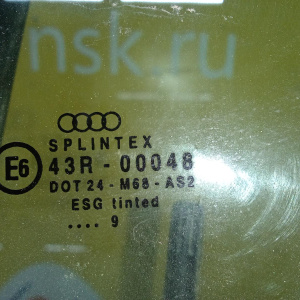 nsk.ru
SPLINTEX
E6 43R - 00048
DOT 24 - M68 - AS2
ESG tinted
.... 9